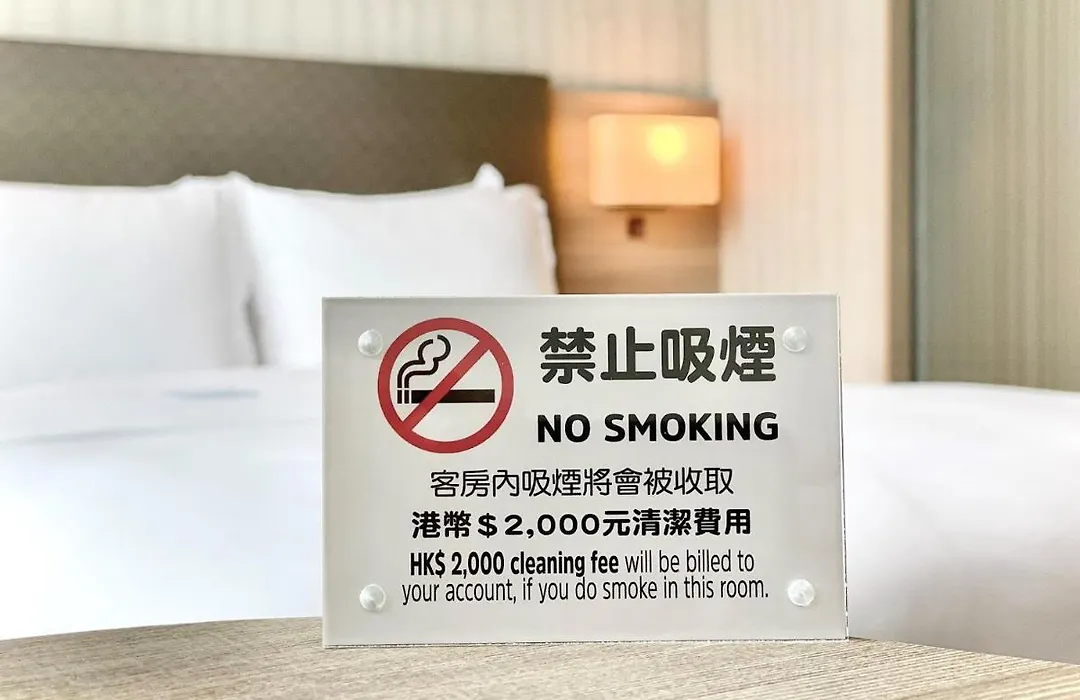 禁止吸煙
NO SMOKING
客房內吸煙將會被收取
港幣$2,000元清潔費用
HK$ 2,000 cleaning fee will be billed to
your account, if you do smoke in this room.